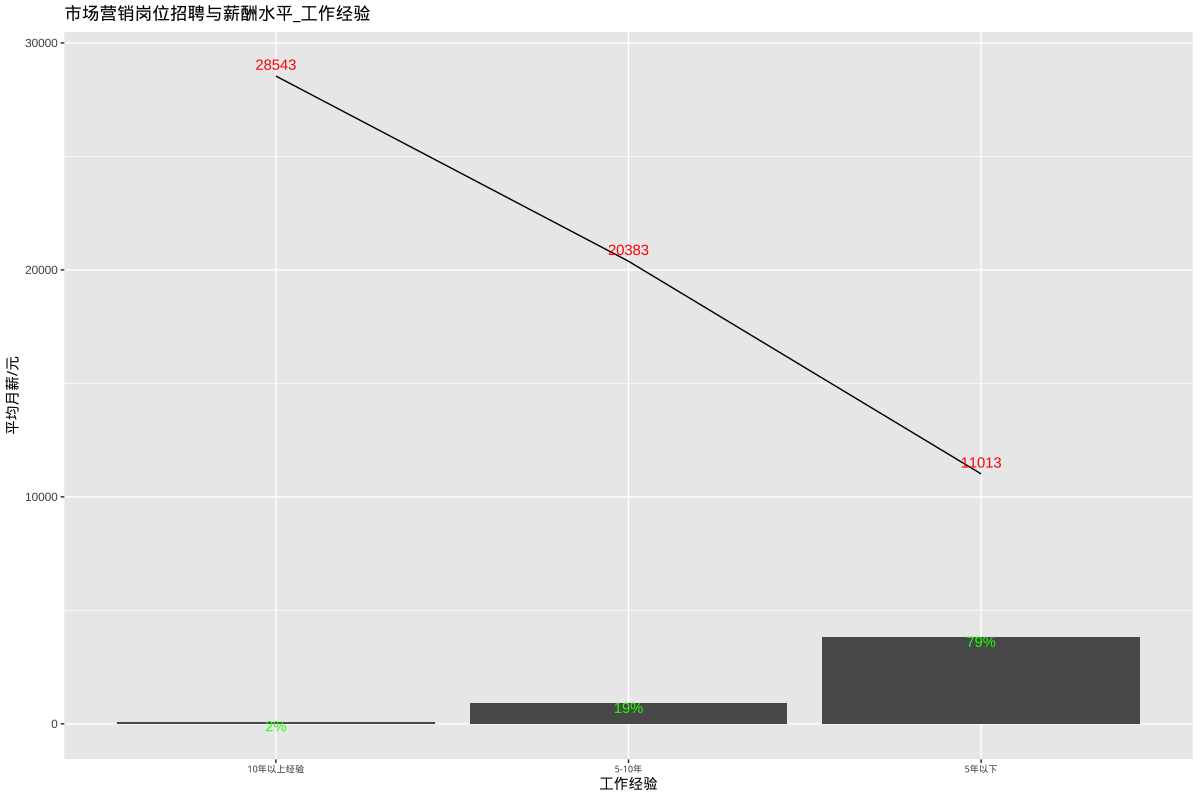 市场营销岗位招聘与薪酬水平_工作经验
30000
20000
10000
0
平均月薪/元
28543
20383
11013
2%
19%
79%
10年以上经验
5-10年
5年以下
工作经验